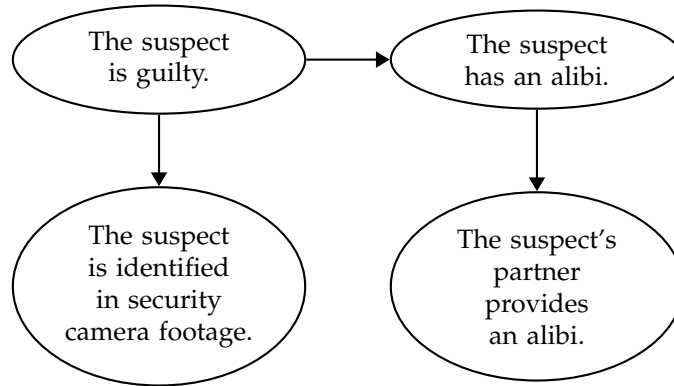 The suspect
is guilty.
The suspect
has an alibi.
The suspect
is identified
in security
camera footage.
The suspect's
partner
provides
an alibi.